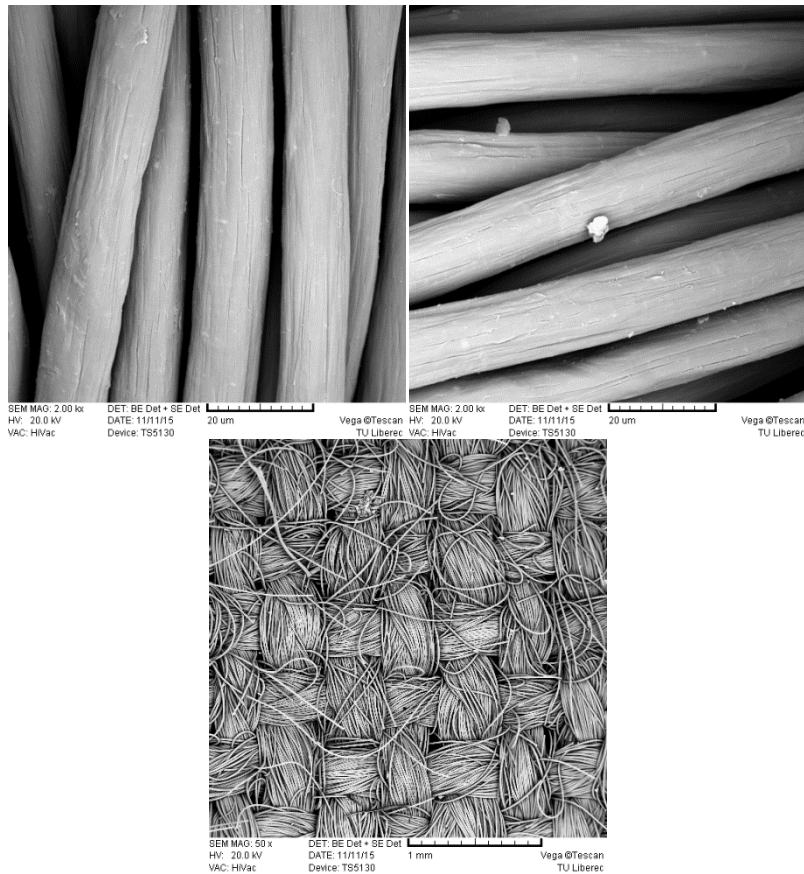 SEM MAG: 2.00 kx DET: BE Det + SE Det
HV: 20.0 kV DATE: 11/11/15 20 um Vega ©Tescan
VAC: HiVac Device: TS5130 TU Liberec
SEM MAG: 2.00 kx DET: BE Det + SE Det
HV: 20.0 kV DATE: 11/11/15 20 um Vega ©Tescan
VAC: HiVac Device: TS5130 TU Liberec
SEM MAG: 50 x DET: BE Det + SE Det
HV: 20.0 kV DATE: 11/11/15 1 mm Vega ©Tescan
VAC: HiVac Device: TS5130 TU Liberec